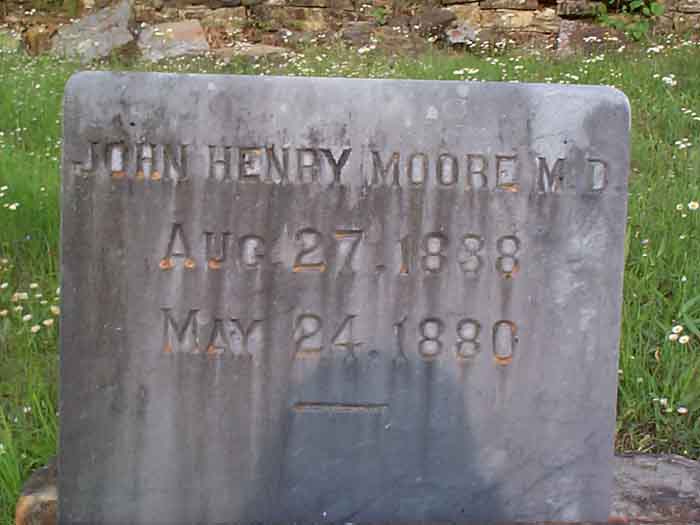 JOHN HENRY MOORE M.D.
AUG. 27. 1838
MAY 24. 1880